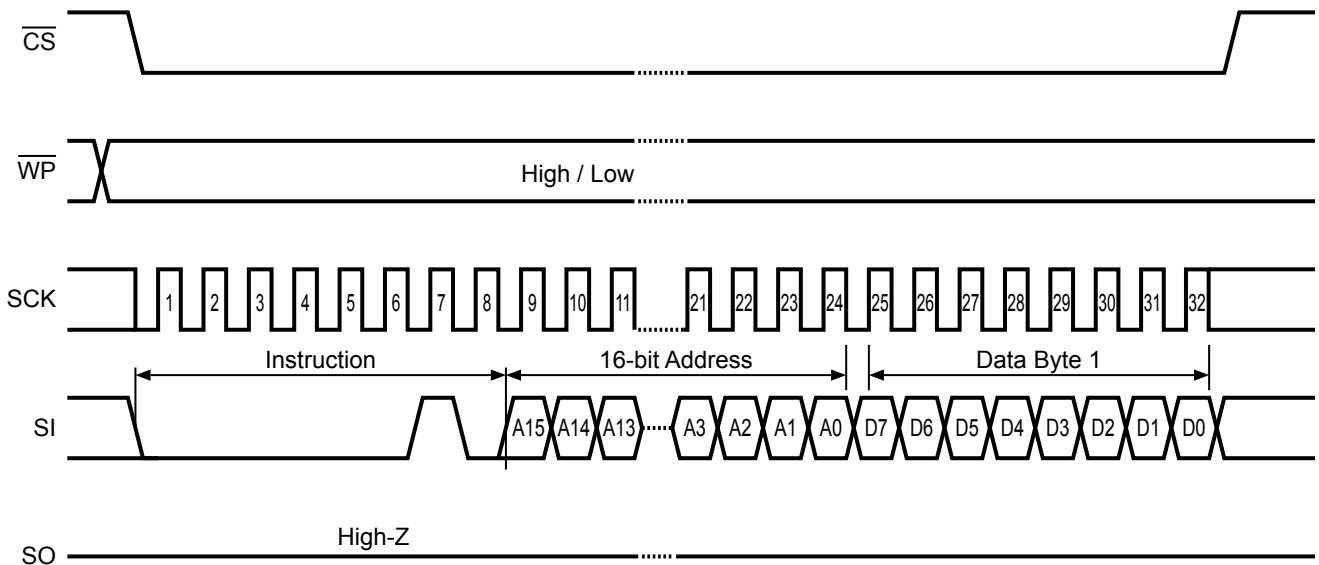 CS
WP
High / Low
SCK 1 2 3 4 5 6 7 8 9 10 11 21 22 23 24 25 26 27 28 29 30 31 32
Instruction 16-bit Address Data Byte 1
SI A15 A14 A13 A3 A2 A1 A0 D7 D6 D5 D4 D3 D2 D1 D0
High-Z
SO